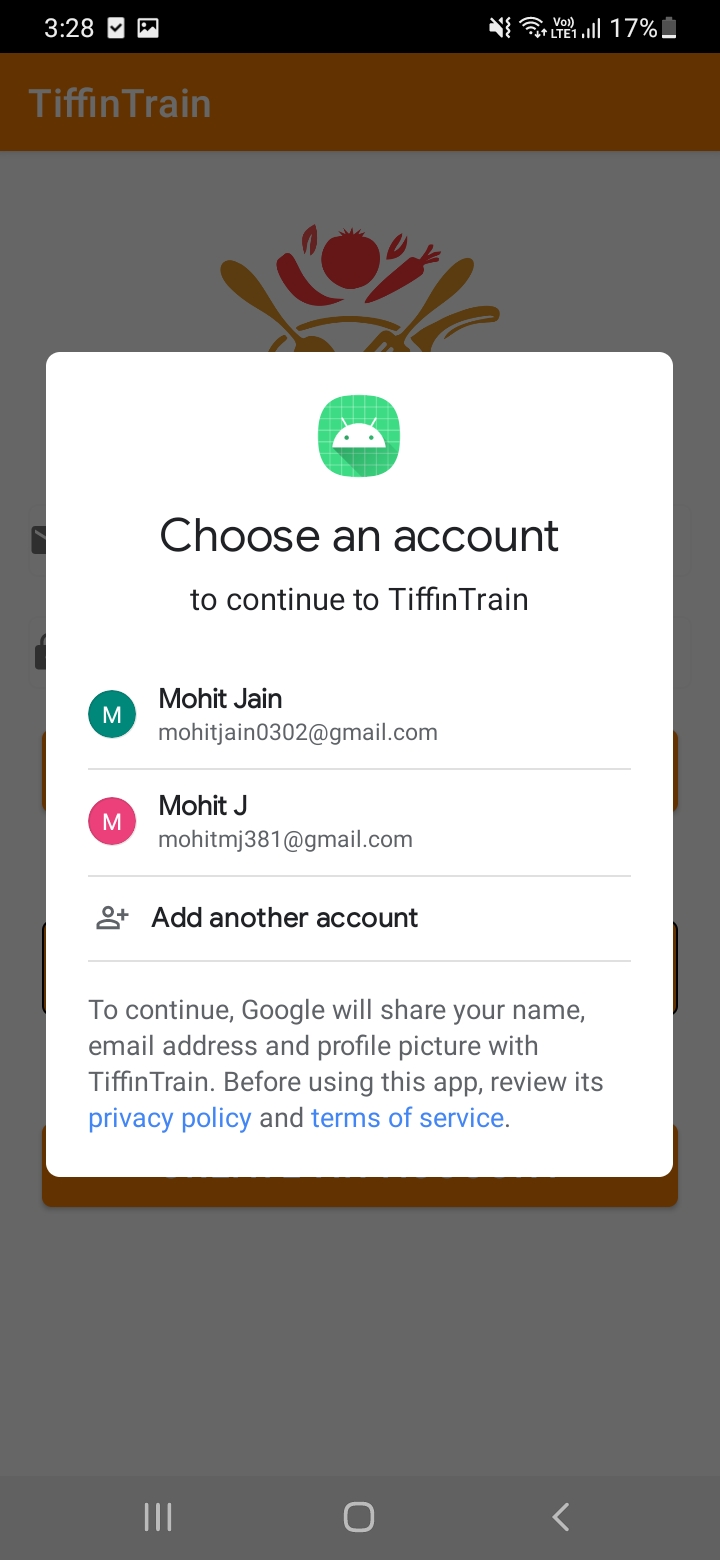 3:28 Vo)) LTE1 17%
TiffinTrain
Choose an account
to continue to TiffinTrain
M Mohit Jain
mohitjain0302@gmail.com
M Mohit J
mohitmj381@gmail.com
Add another account
To continue, Google will share your name,
email address and profile picture with
TiffinTrain. Before using this app, review its
privacy policy and terms of service.